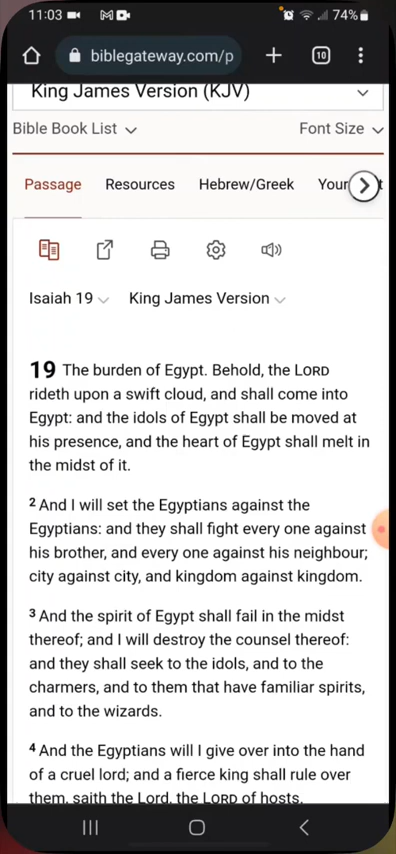 11:03 74%
biblegateway.com/p 10
King James Version (KJV)
Bible Book List Font Size
Passage Resources Hebrew/Greek Your t
Isaiah 19 King James Version
19 The burden of Egypt. Behold, the LORD
rideth upon a swift cloud, and shall come into
Egypt: and the idols of Egypt shall be moved at
his presence, and the heart of Egypt shall melt in
the midst of it.
2 And I will set the Egyptians against the
Egyptians: and they shall fight every one against
his brother, and every one against his neighbour;
city against city, and kingdom against kingdom.
3 And the spirit of Egypt shall fail in the midst
thereof; and I will destroy the counsel thereof:
and they shall seek to the idols, and to the
charmers, and to them that have familiar spirits,
and to the wizards.
4 And the Egyptians will I give over into the hand
of a cruel lord; and a fierce king shall rule over
them, saith the Lord, the LORD of hosts.